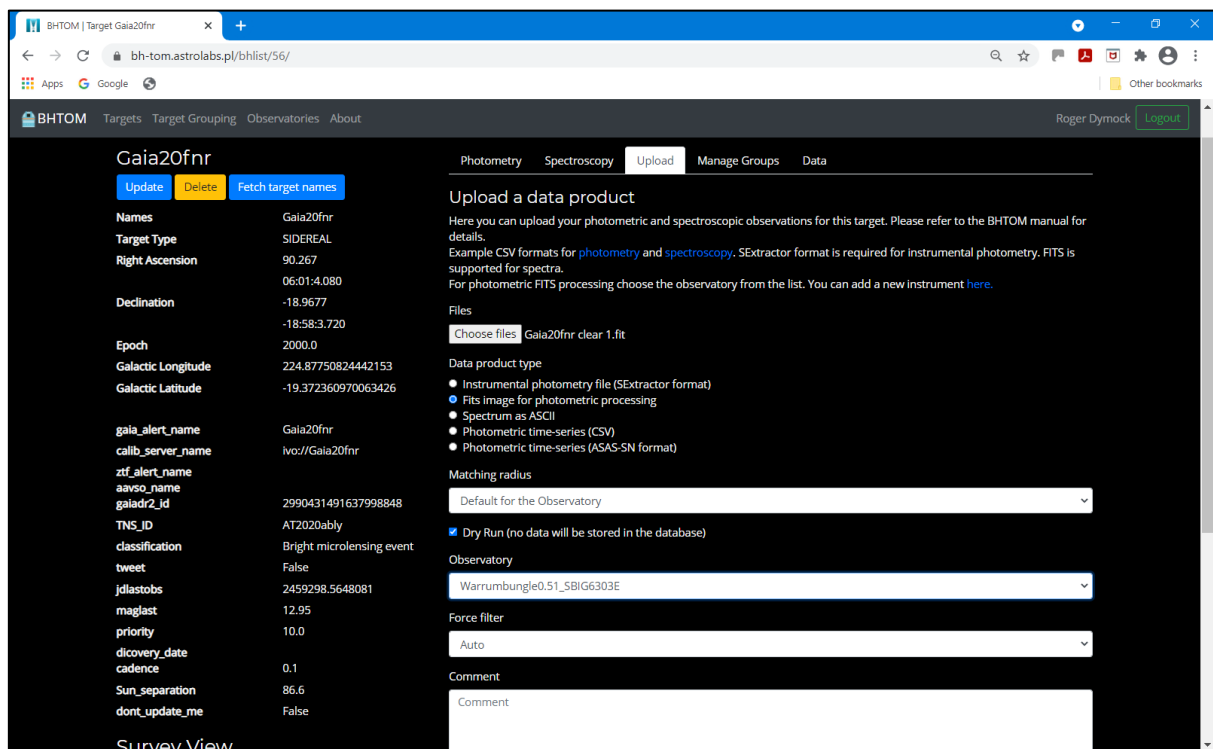 BHTOM | Target Gaia20fnr
bh-tom.astrolabs.pl/bhlist/56/
Apps Google Other bookmarks
BHTOM Targets Target Grouping Observatories About Roger Dymock Logout
Gaia20fnr
Update Delete Fetch target names
Names Gaia20fnr
Target Type SIDEREAL
Right Ascension 90.267
06:01:4.080
Declination -18.9677
-18:58:3.720
Epoch 2000.0
Galactic Longitude 224.87750824442153
Galactic Latitude -19.372360970063426
gaia_alert_name Gaia20fnr
calib_server_name ivo://Gaia20fnr
ztf_alert_name
aavso_name
gaiadr2_id 2990431491637998848
TNS_ID AT2020ably
classification Bright microlensing event
tweet False
jdlastobs 2459298.5648081
maglast 12.95
priority 10.0
dicovery_date
cadence 0.1
Sun_separation 86.6
dont_update_me False
Survey View
Photometry Spectroscopy Upload Manage Groups Data
Upload a data product
Here you can upload your photometric and spectroscopic observations for this target. Please refer to the BHTOM manual for
details.
Example CSV formats for photometry and spectroscopy. SExtractor format is required for instrumental photometry. FITS is
supported for spectra.
For photometric FITS processing choose the observatory from the list. You can add a new instrument here.
Files
Choose files Gaia20fnr clear 1.fit
Data product type
Instrumental photometry file (SExtractor format)
Fits image for photometric processing
Spectrum as ASCII
Photometric time-series (CSV)
Photometric time-series (ASAS-SN format)
Matching radius
Default for the Observatory
Dry Run (no data will be stored in the database)
Observatory
Warrumbungle0.51_SBIG6303E
Force filter
Auto
Comment
Comment